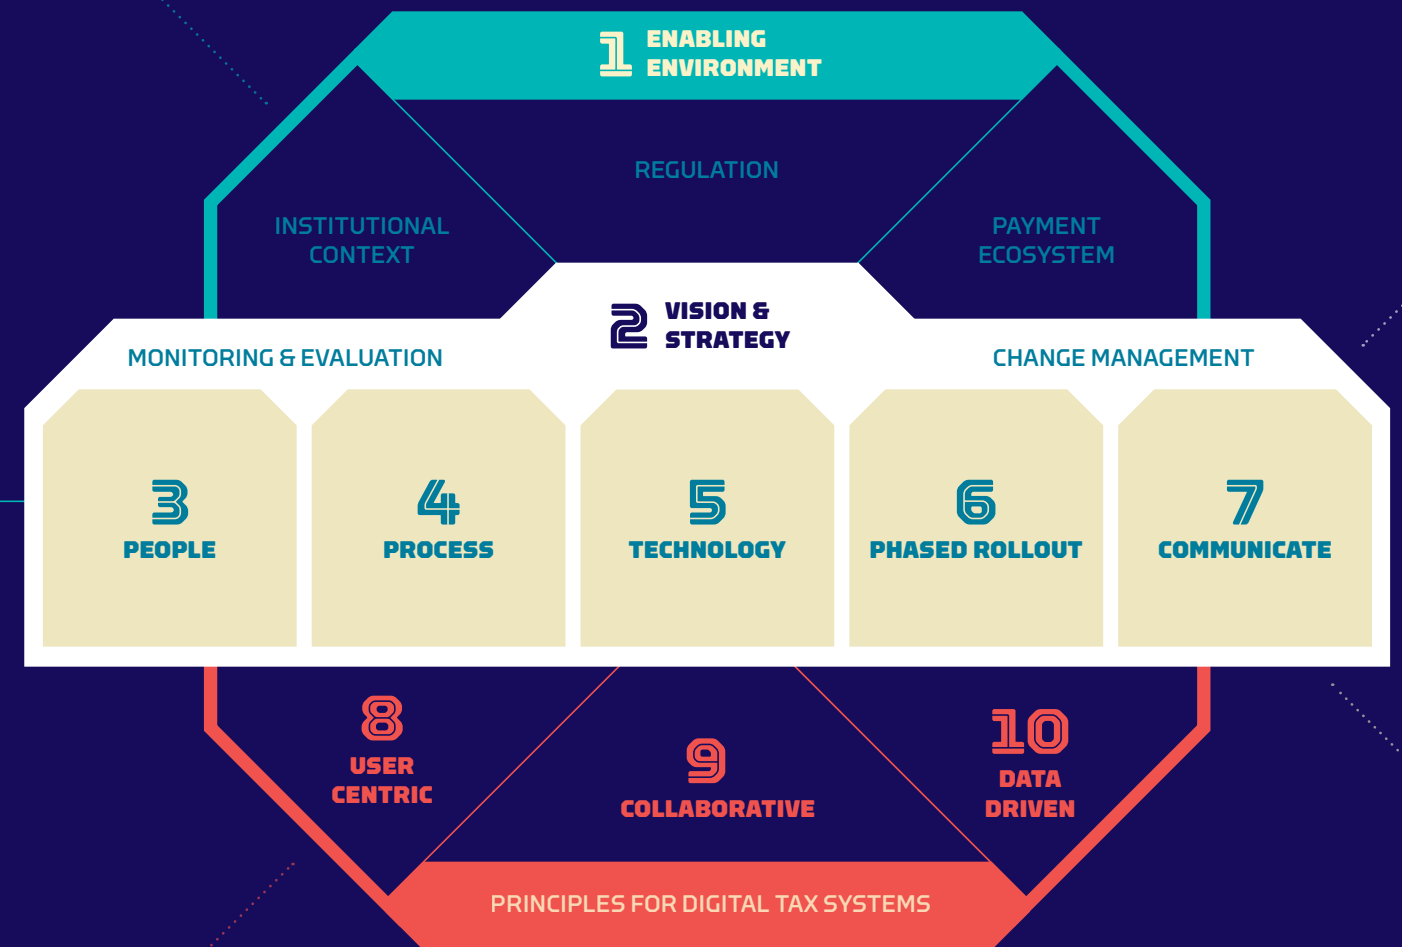 1 ENABLING
ENVIRONMENT
REGULATION
INSTITUTIONAL
CONTEXT
PAYMENT
ECOSYSTEM
2 VISION &
STRATEGY
MONITORING & EVALUATION
CHANGE MANAGEMENT
3
PEOPLE
4
PROCESS
5
TECHNOLOGY
6
PHASED ROLLOUT
7
COMMUNICATE
8
USER
CENTRIC
9
COLLABORATIVE
10
DATA
DRIVEN
PRINCIPLES FOR DIGITAL TAX SYSTEMS